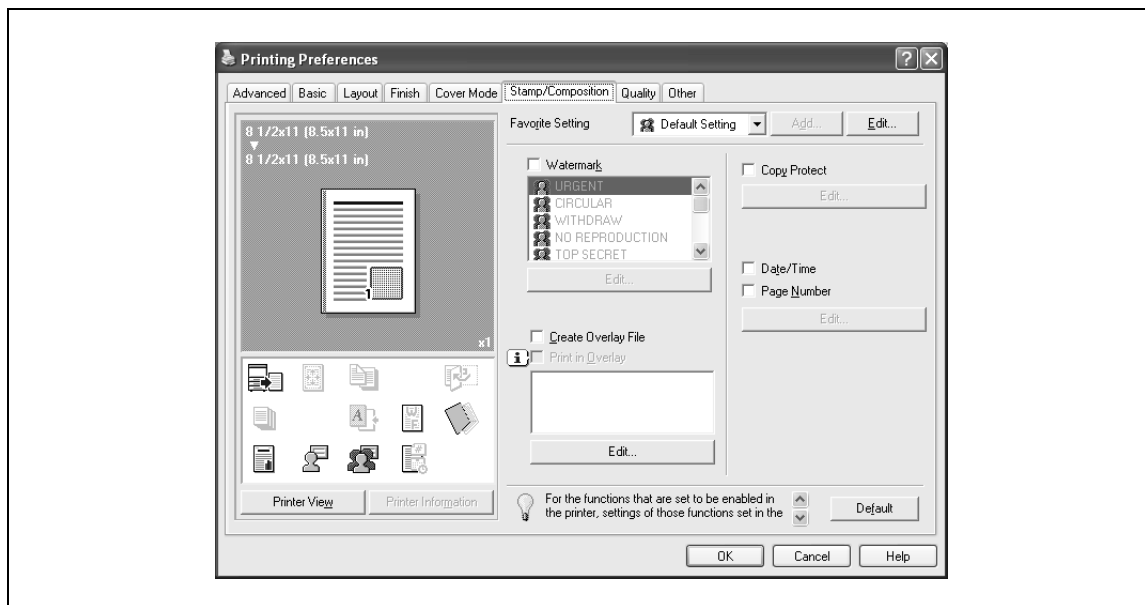 Printing Preferences
Advanced Basic Layout Finish Cover Mode Stamp/Composition Quality Other
8 1/2x11 (8.5x11 in)
8 1/2x11 (8.5x11 in)
x1
Printer View Printer Information
Favorite Setting Default Setting Add... Edit...
Watermark
URGENT
CIRCULAR
WITHDRAW
NO REPRODUCTION
TOP SECRET
Edit...
Create Overlay File
Print in Overlay
Edit...
Copy Protect
Edit...
Date/Time
Page Number
Edit...
For the functions that are set to be enabled in
the printer, settings of those functions set in the
Default
OK Cancel Help